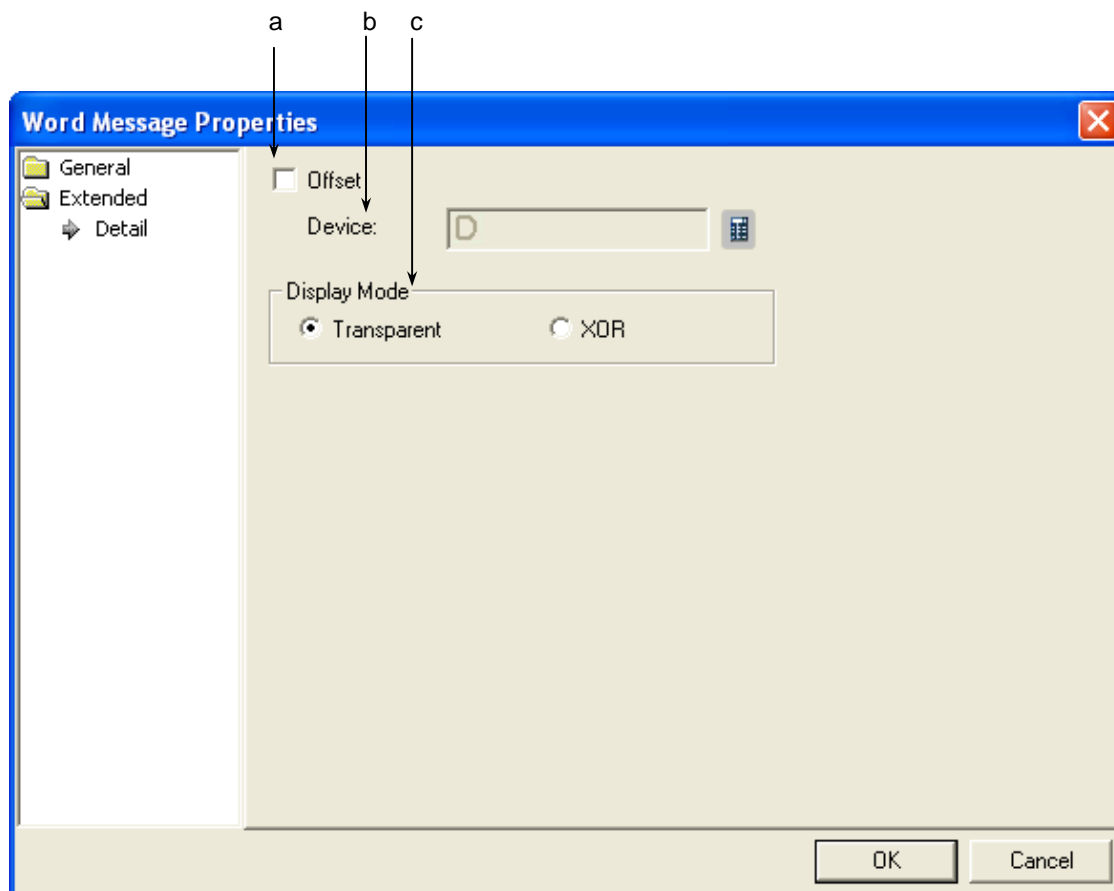 a b c
Word Message Properties
General
Extended
Detail
Offset
Device: D
Display Mode
Transparent XOR
OK Cancel